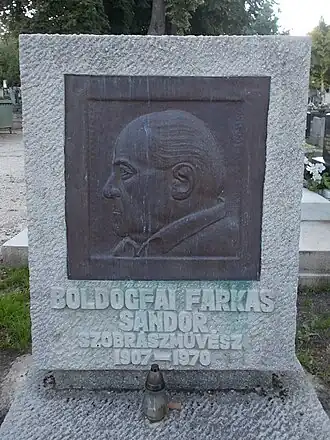 BOLDOGFAI FARKAS
SÁNDOR
SZOBRÁSZMŰVÉSZ
1907-1970